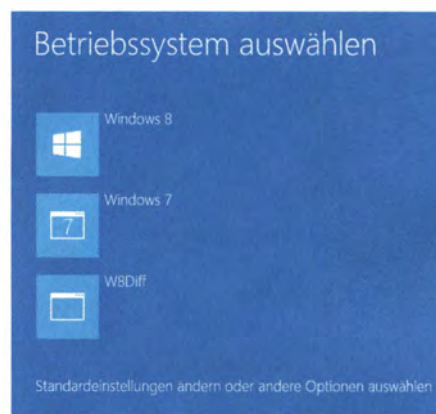 Betriebssystem auswählen
Windows 8
Windows 7
7
W8Diff
Standardeinstellungen ändern oder andere Optionen auswählen